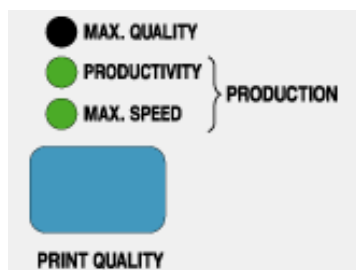 MAX. QUALITY
PRODUCTIVITY
MAX. SPEED
PRODUCTION
PRINT QUALITY